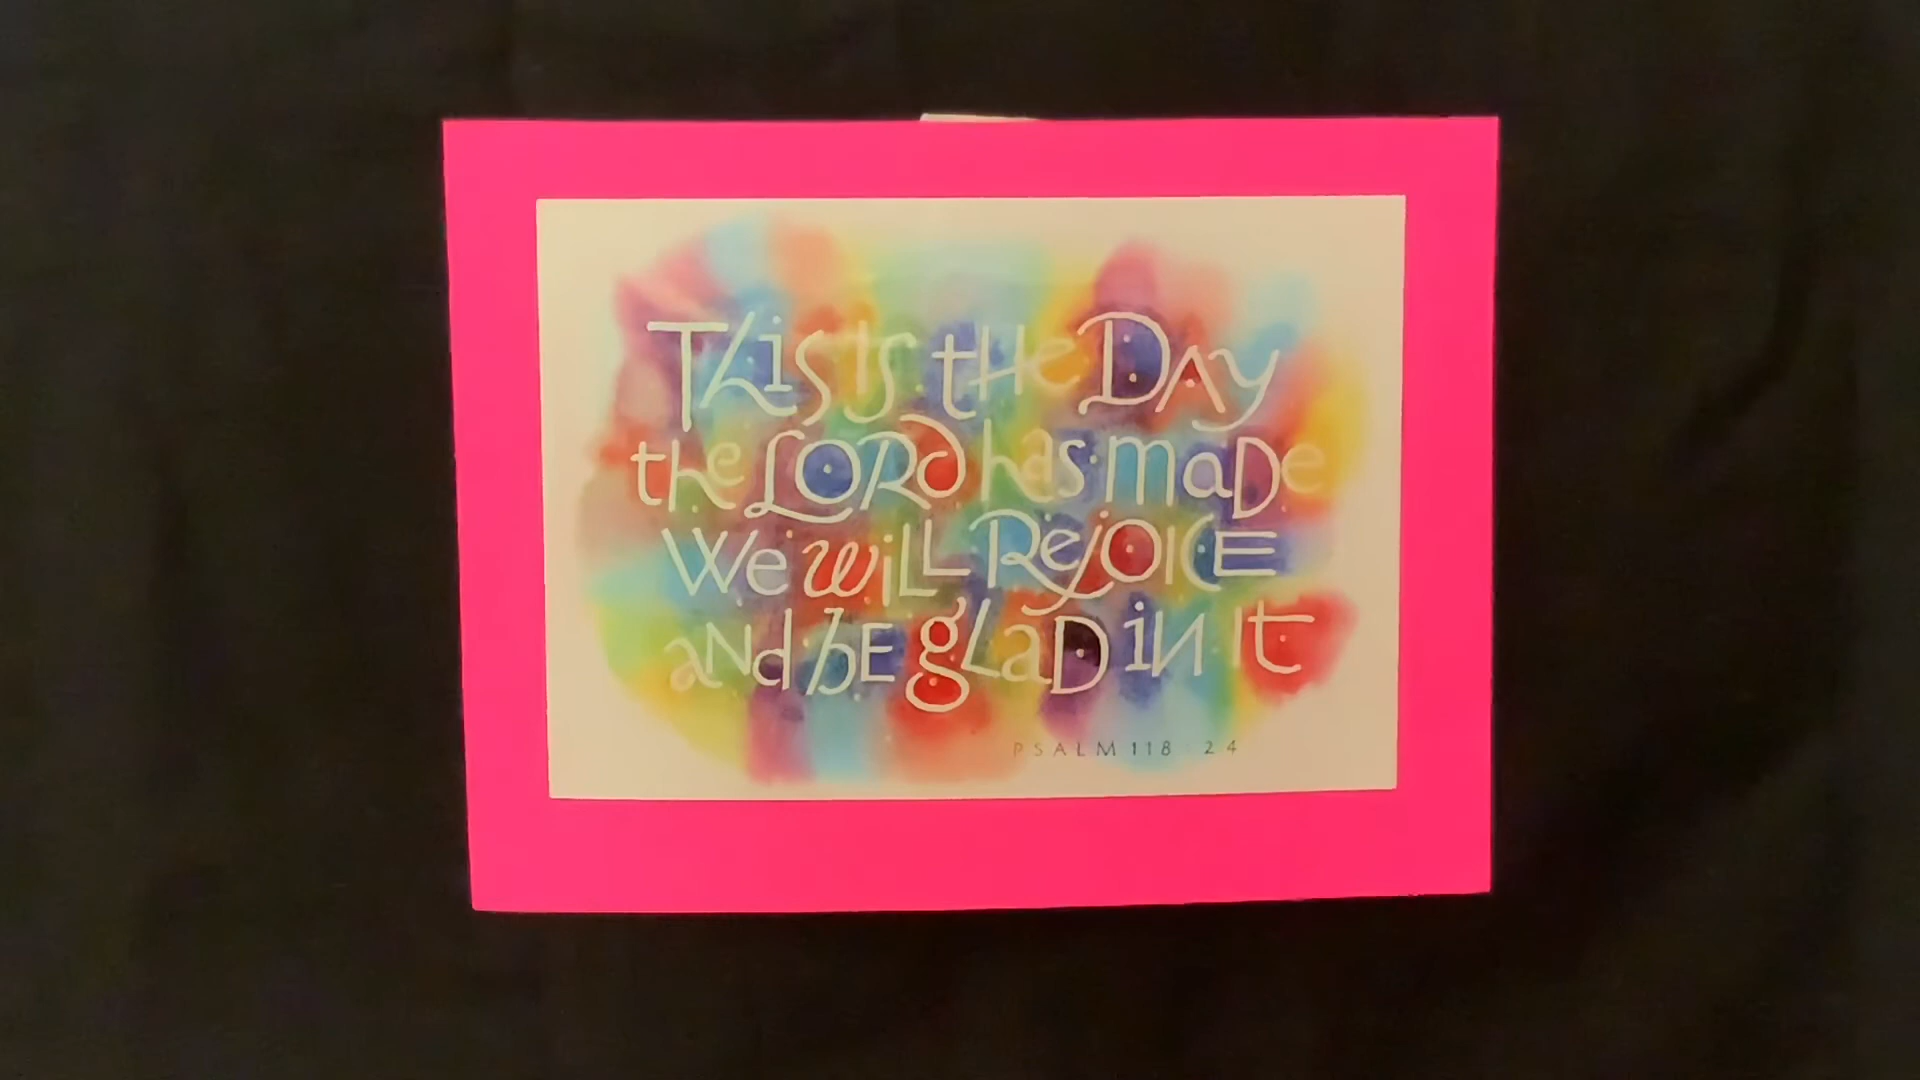 This is the Day
the LORd has maDe
We wiLL RejOICE
aNd bE gLaD iN It
PSALM 118 24